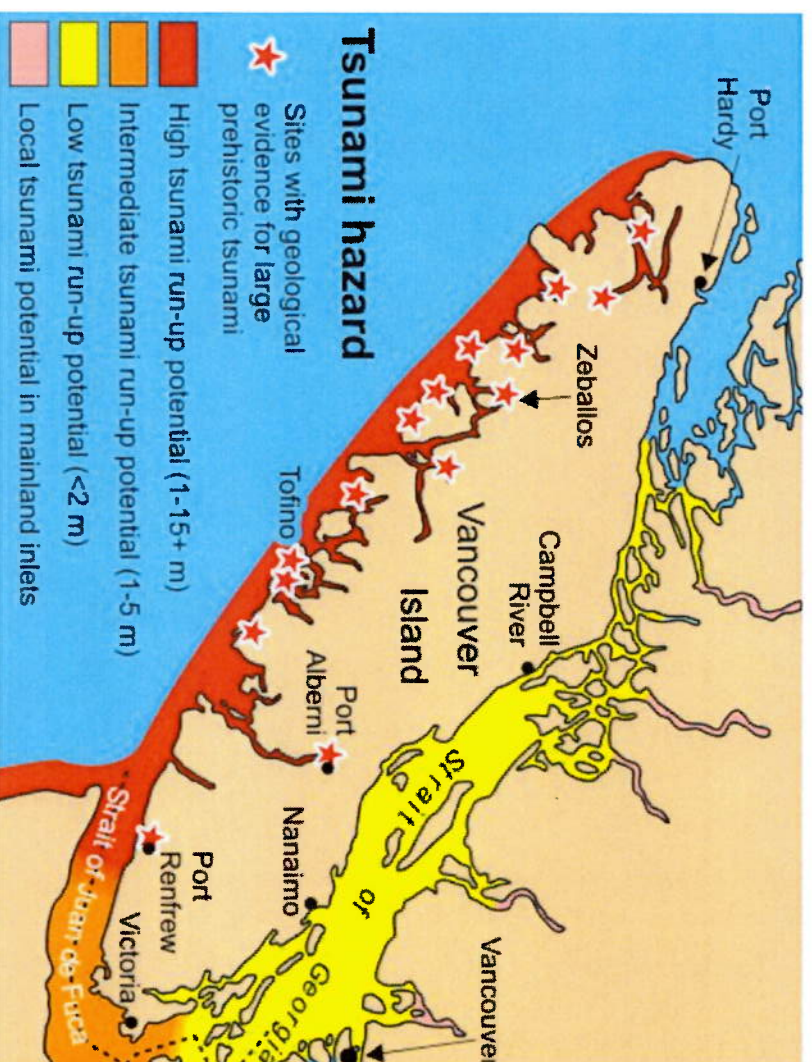 Tsunami hazard
Sites with geological
evidence for large
prehistoric tsunami
High tsunami run-up potential (1-15+ m)
Intermediate tsunami run-up potential (1-5 m)
Low tsunami run-up potential (<2 m)
Local tsunami potential in mainland inlets
Port
Hardy
Zeballos
Campbell
River
Vancouver
Island
Tofino
Port
Alberni
Strait of Georgia
Nanaimo
Port
Renfrew
Victoria
Vancouver
Strait of Juan de Fuca